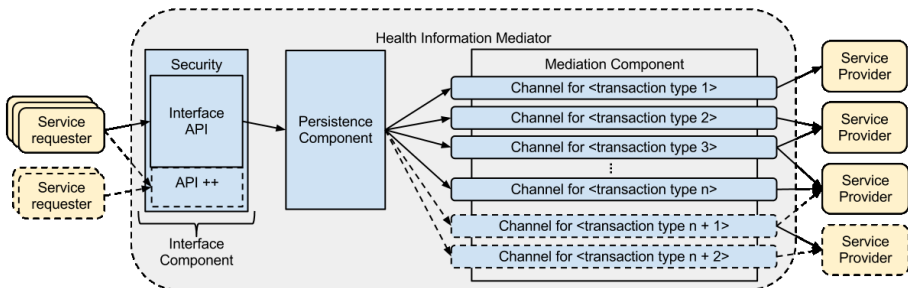 Health Information Mediator
Security
Mediation Component
Service
requester
Service
requester
Interface
API
API ++
Interface
Component
Persistence
Component
Channel for <transaction type 1>
Channel for <transaction type 2>
Channel for <transaction type 3>
...
Channel for <transaction type n>
Channel for <transaction type n + 1>
Channel for <transaction type n + 2>
Service
Provider
Service
Provider
Service
Provider
Service
Provider